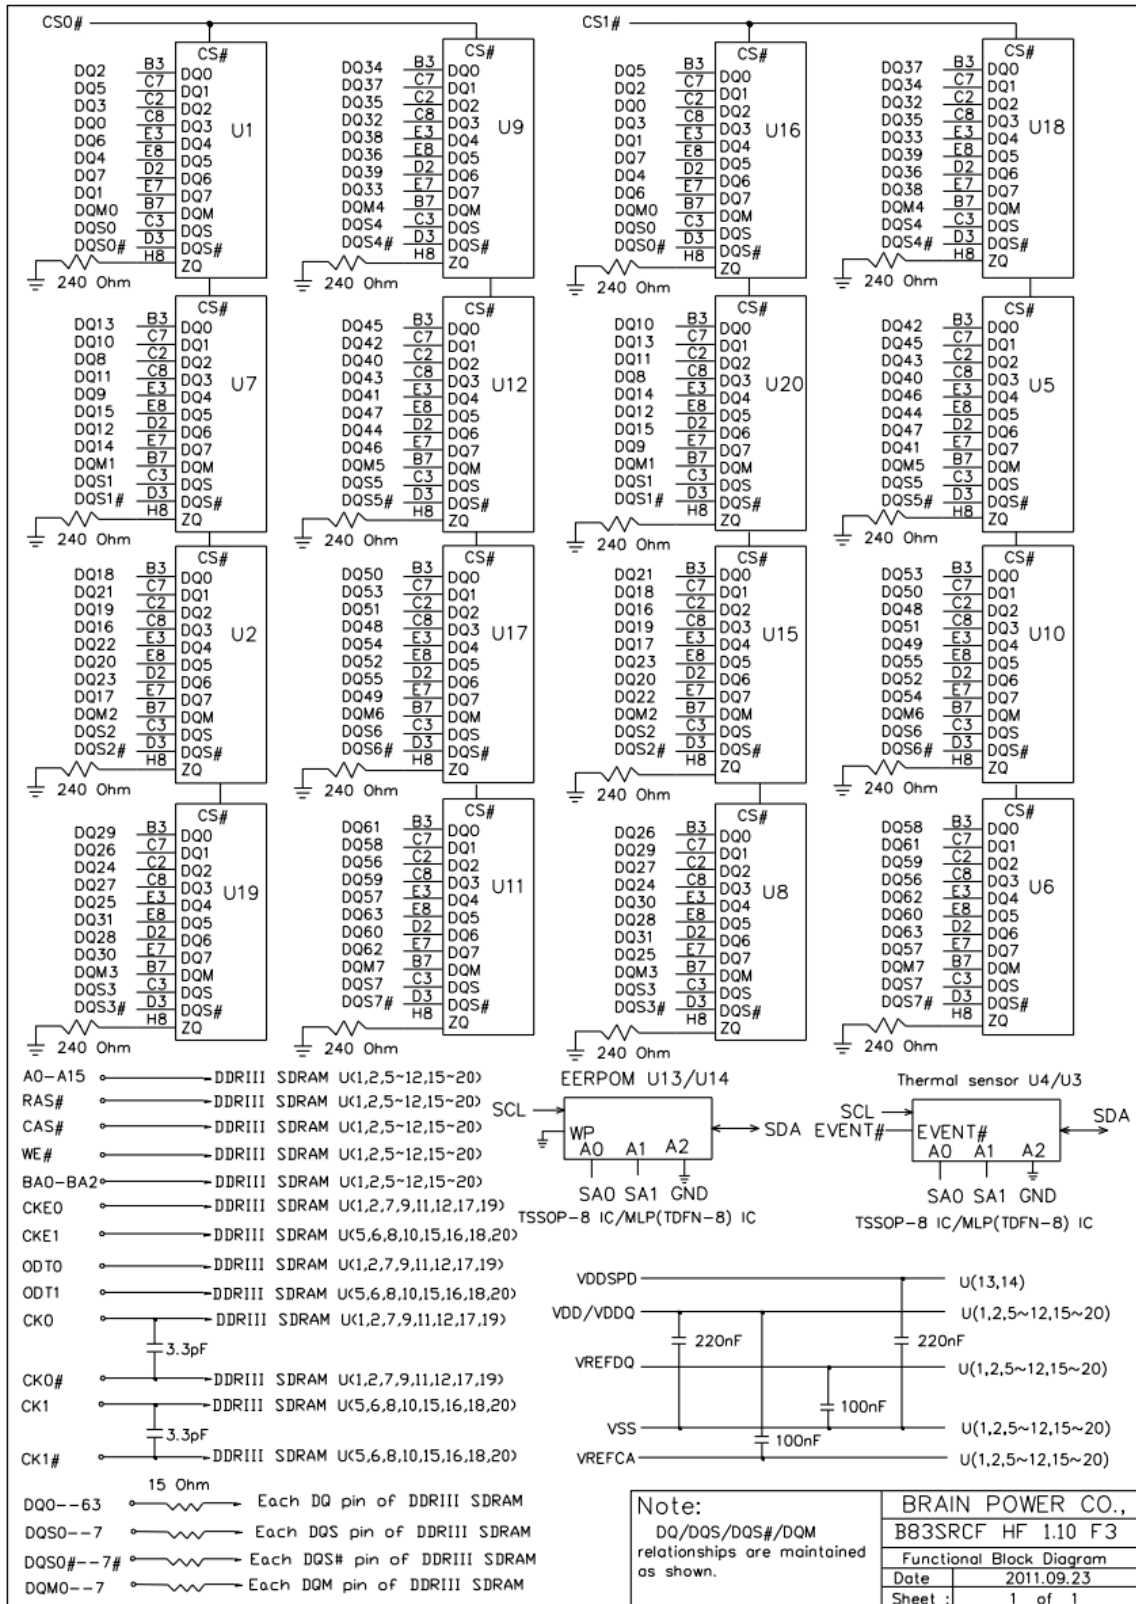 CS0#
CS1#
CS#
DQ2 B3 DQ0
DQ5 C7 DQ1
DQ3 C2 DQ2
DQ0 C8 DQ3
DQ6 E3 DQ4
DQ4 E8 DQ5
DQ7 D2 DQ6
DQ1 E7 DQ7
DQM0 B7 DQM
DQS0 C3 DQS
DQS0# D3 DQS#
H8 ZQ
U1
240 Ohm
CS#
DQ34 B3 DQ0
DQ37 C7 DQ1
DQ35 C2 DQ2
DQ32 C8 DQ3
DQ38 E3 DQ4
DQ36 E8 DQ5
DQ39 D2 DQ6
DQ33 E7 DQ7
DQM4 B7 DQM
DQS4 C3 DQS
DQS4# D3 DQS#
H8 ZQ
U9
240 Ohm
CS#
DQ5 B3 DQ0
DQ2 C7 DQ1
DQ0 C2 DQ2
DQ3 C8 DQ3
DQ1 E3 DQ4
DQ7 E8 DQ5
DQ4 D2 DQ6
DQ6 E7 DQ7
DQM0 B7 DQM
DQS0 C3 DQS
DQS0# D3 DQS#
H8 ZQ
U16
240 Ohm
CS#
DQ37 B3 DQ0
DQ34 C7 DQ1
DQ32 C2 DQ2
DQ35 C8 DQ3
DQ33 E3 DQ4
DQ39 E8 DQ5
DQ36 D2 DQ6
DQ38 E7 DQ7
DQM4 B7 DQM
DQS4 C3 DQS
DQS4# D3 DQS#
H8 ZQ
U18
240 Ohm
CS#
DQ13 B3 DQ0
DQ10 C7 DQ1
DQ8 C2 DQ2
DQ11 C8 DQ3
DQ9 E3 DQ4
DQ15 E8 DQ5
DQ12 D2 DQ6
DQ14 E7 DQ7
DQM1 B7 DQM
DQS1 C3 DQS
DQS1# D3 DQS#
H8 ZQ
U7
240 Ohm
CS#
DQ45 B3 DQ0
DQ42 C7 DQ1
DQ40 C2 DQ2
DQ43 C8 DQ3
DQ41 E3 DQ4
DQ47 E8 DQ5
DQ44 D2 DQ6
DQ46 E7 DQ7
DQM5 B7 DQM
DQS5 C3 DQS
DQS5# D3 DQS#
H8 ZQ
U12
240 Ohm
CS#
DQ10 B3 DQ0
DQ13 C7 DQ1
DQ11 C2 DQ2
DQ8 C8 DQ3
DQ14 E3 DQ4
DQ12 E8 DQ5
DQ15 D2 DQ6
DQ9 E7 DQ7
DQM1 B7 DQM
DQS1 C3 DQS
DQS1# D3 DQS#
H8 ZQ
U20
240 Ohm
CS#
DQ42 B3 DQ0
DQ45 C7 DQ1
DQ43 C2 DQ2
DQ40 C8 DQ3
DQ46 E3 DQ4
DQ44 E8 DQ5
DQ47 D2 DQ6
DQ41 E7 DQ7
DQM5 B7 DQM
DQS5 C3 DQS
DQS5# D3 DQS#
H8 ZQ
U5
240 Ohm
CS#
DQ18 B3 DQ0
DQ21 C7 DQ1
DQ19 C2 DQ2
DQ16 C8 DQ3
DQ22 E3 DQ4
DQ20 E8 DQ5
DQ23 D2 DQ6
DQ17 E7 DQ7
DQM2 B7 DQM
DQS2 C3 DQS
DQS2# D3 DQS#
H8 ZQ
U2
240 Ohm
CS#
DQ50 B3 DQ0
DQ53 C7 DQ1
DQ51 C2 DQ2
DQ48 C8 DQ3
DQ54 E3 DQ4
DQ52 E8 DQ5
DQ55 D2 DQ6
DQ49 E7 DQ7
DQM6 B7 DQM
DQS6 C3 DQS
DQS6# D3 DQS#
H8 ZQ
U17
240 Ohm
CS#
DQ21 B3 DQ0
DQ18 C7 DQ1
DQ16 C2 DQ2
DQ19 C8 DQ3
DQ17 E3 DQ4
DQ23 E8 DQ5
DQ20 D2 DQ6
DQ22 E7 DQ7
DQM2 B7 DQM
DQS2 C3 DQS
DQS2# D3 DQS#
H8 ZQ
U15
240 Ohm
CS#
DQ53 B3 DQ0
DQ50 C7 DQ1
DQ48 C2 DQ2
DQ51 C8 DQ3
DQ49 E3 DQ4
DQ55 E8 DQ5
DQ52 D2 DQ6
DQ54 E7 DQ7
DQM6 B7 DQM
DQS6 C3 DQS
DQS6# D3 DQS#
H8 ZQ
U10
240 Ohm
CS#
DQ29 B3 DQ0
DQ26 C7 DQ1
DQ24 C2 DQ2
DQ27 C8 DQ3
DQ25 E3 DQ4
DQ31 E8 DQ5
DQ28 D2 DQ6
DQ30 E7 DQ7
DQM3 B7 DQM
DQS3 C3 DQS
DQS3# D3 DQS#
H8 ZQ
U19
240 Ohm
CS#
DQ61 B3 DQ0
DQ58 C7 DQ1
DQ56 C2 DQ2
DQ59 C8 DQ3
DQ57 E3 DQ4
DQ63 E8 DQ5
DQ60 D2 DQ6
DQ62 E7 DQ7
DQM7 B7 DQM
DQS7 C3 DQS
DQS7# D3 DQS#
H8 ZQ
U11
240 Ohm
CS#
DQ26 B3 DQ0
DQ29 C7 DQ1
DQ27 C2 DQ2
DQ24 C8 DQ3
DQ30 E3 DQ4
DQ28 E8 DQ5
DQ31 D2 DQ6
DQ25 E7 DQ7
DQM3 B7 DQM
DQS3 C3 DQS
DQS3# D3 DQS#
H8 ZQ
U8
240 Ohm
CS#
DQ58 B3 DQ0
DQ61 C7 DQ1
DQ59 C2 DQ2
DQ56 C8 DQ3
DQ62 E3 DQ4
DQ60 E8 DQ5
DQ63 D2 DQ6
DQ57 E7 DQ7
DQM7 B7 DQM
DQS7 C3 DQS
DQS7# D3 DQS#
H8 ZQ
U6
240 Ohm
A0-A15 DDRIII SDRAM U(1,2,5~12,15~20)
RAS# DDRIII SDRAM U(1,2,5~12,15~20)
CAS# DDRIII SDRAM U(1,2,5~12,15~20)
WE# DDRIII SDRAM U(1,2,5~12,15~20)
BA0-BA2 DDRIII SDRAM U(1,2,5~12,15~20)
CKE0 DDRIII SDRAM U(1,2,7,9,11,12,17,19)
CKE1 DDRIII SDRAM U(5,6,8,10,15,16,18,20)
ODT0 DDRIII SDRAM U(1,2,7,9,11,12,17,19)
ODT1 DDRIII SDRAM U(5,6,8,10,15,16,18,20)
CK0 DDRIII SDRAM U(1,2,7,9,11,12,17,19)
3.3pF
CK0# DDRIII SDRAM U(1,2,7,9,11,12,17,19)
CK1 DDRIII SDRAM U(5,6,8,10,15,16,18,20)
3.3pF
CK1# DDRIII SDRAM U(5,6,8,10,15,16,18,20)
15 Ohm
DQ0--63 Each DQ pin of DDRIII SDRAM
DQS0--7 Each DQS pin of DDRIII SDRAM
DQS0#--7# Each DQS# pin of DDRIII SDRAM
DQM0--7 Each DQM pin of DDRIII SDRAM
EERPOM U13/U14
SCL
WP
SDA
A0 A1 A2
SA0 SA1 GND
TSSOP-8 IC/MLP(TDFN-8) IC
Thermal sensor U4/U3
SCL
SDA
EVENT# EVENT#
A0 A1 A2
SA0 SA1 GND
TSSOP-8 IC/MLP(TDFN-8) IC
VDDSPD U(13,14)
VDD/VDDQ U(1,2,5~12,15~20)
220nF 220nF
VREFDQ U(1,2,5~12,15~20)
100nF
VSS U(1,2,5~12,15~20)
100nF
VREFCA U(1,2,5~12,15~20)
Note:
DQ/DQS/DQS#/DQM
relationships are maintained
as shown.
BRAIN POWER CO.,
B83SRCF HF 1.10 F3
Functional Block Diagram
Date 2011.09.23
Sheet : 1 of 1